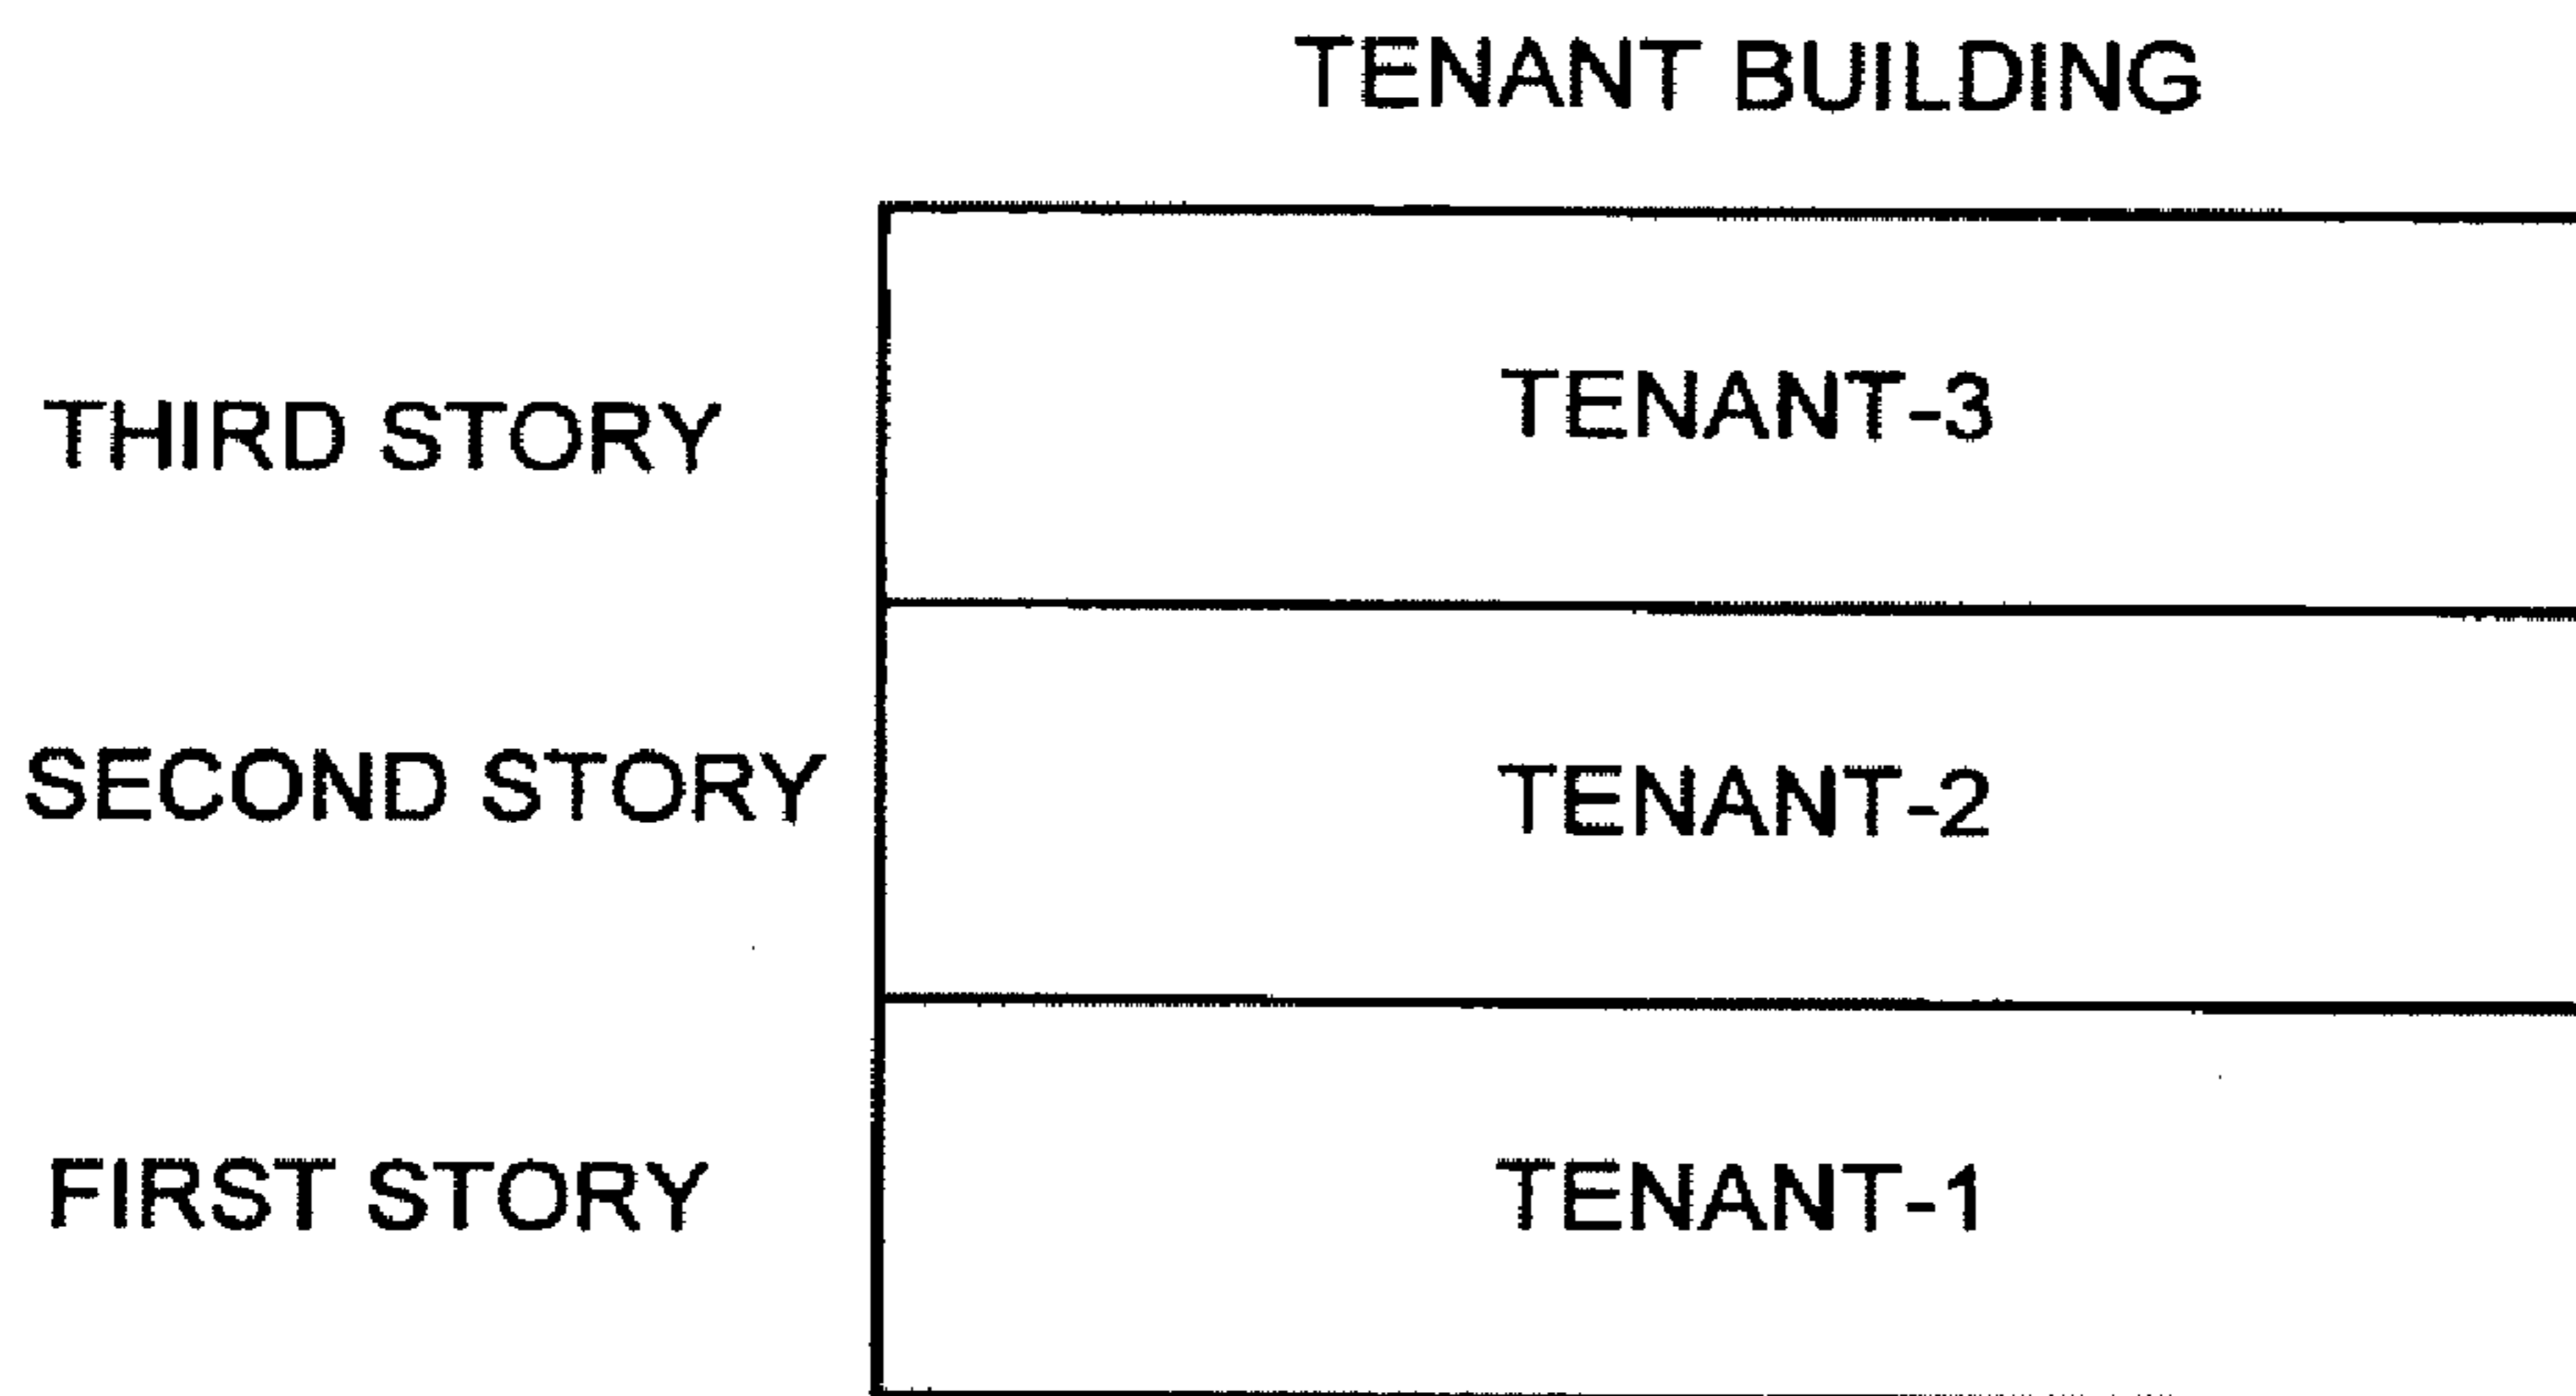 TENANT BUILDING
THIRD STORY
TENANT-3
SECOND STORY
TENANT-2
FIRST STORY
TENANT-1